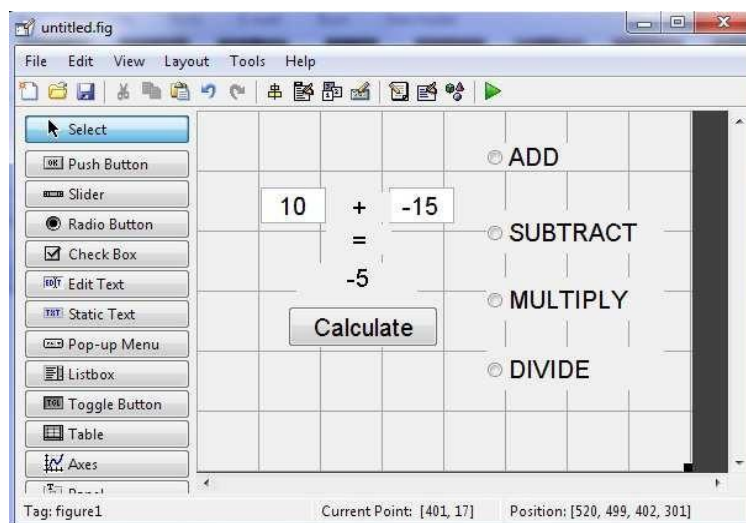 untitled.fig
File Edit View Layout Tools Help
Select
Push Button
Slider
Radio Button
Check Box
Edit Text
Static Text
Pop-up Menu
Listbox
Toggle Button
Table
Axes
10 + -15
=
-5
Calculate
ADD
SUBTRACT
MULTIPLY
DIVIDE
Tag: figure1 Current Point: [401, 17] Position: [520, 499, 402, 301]